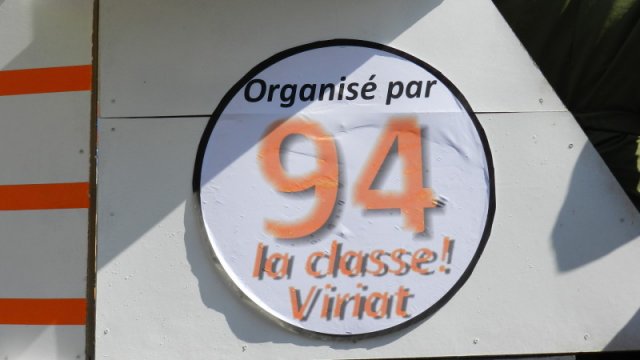 Organisé par
94
la classe!
Viriat